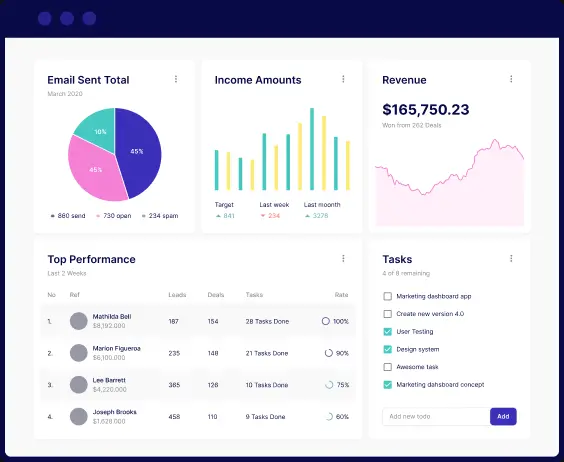 Email Sent Total
March 2020
10%
45%
45%
860 send 730 open 234 spam
Income Amounts
Target Last week Last moonth
841 234 3278
Revenue
$165,750.23
Won from 262 Deals
Top Performance
Last 2 Weeks
No Ref Leads Deals Tasks Rate
1. Mathilda Bell 187 154 28 Tasks Done 100%
$8,192.000
2. Marion Figueroa 235 148 21 Tasks Done 90%
$6,100.000
3. Lee Barrett 365 126 10 Tasks Done 75%
$4,220.000
4. Joseph Brooks 458 110 9 Tasks Done 60%
$1,628.000
Tasks
4 of 8 remaining
Marketing dashboard app
Create new version 4.0
User Testing
Design system
Awesome task
Marketing dahsboard concept
Add new todo Add